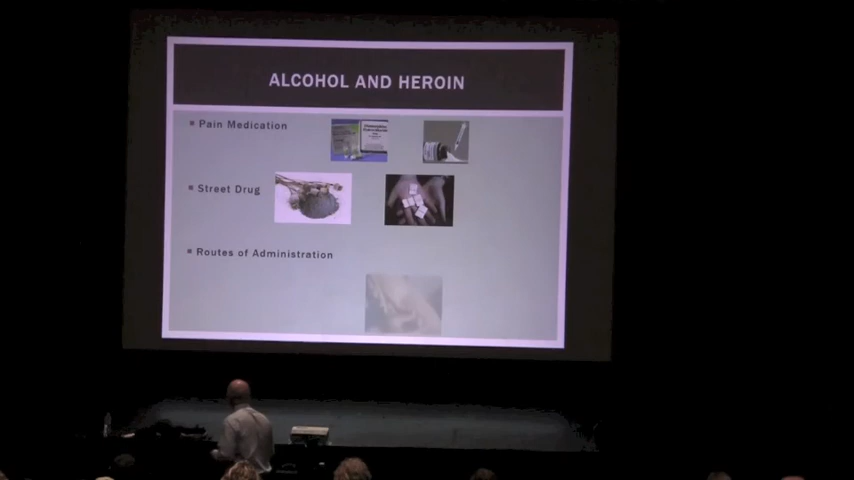 ALCOHOL AND HEROIN
▪ Pain Medication
▪ Street Drug
▪ Routes of Administration